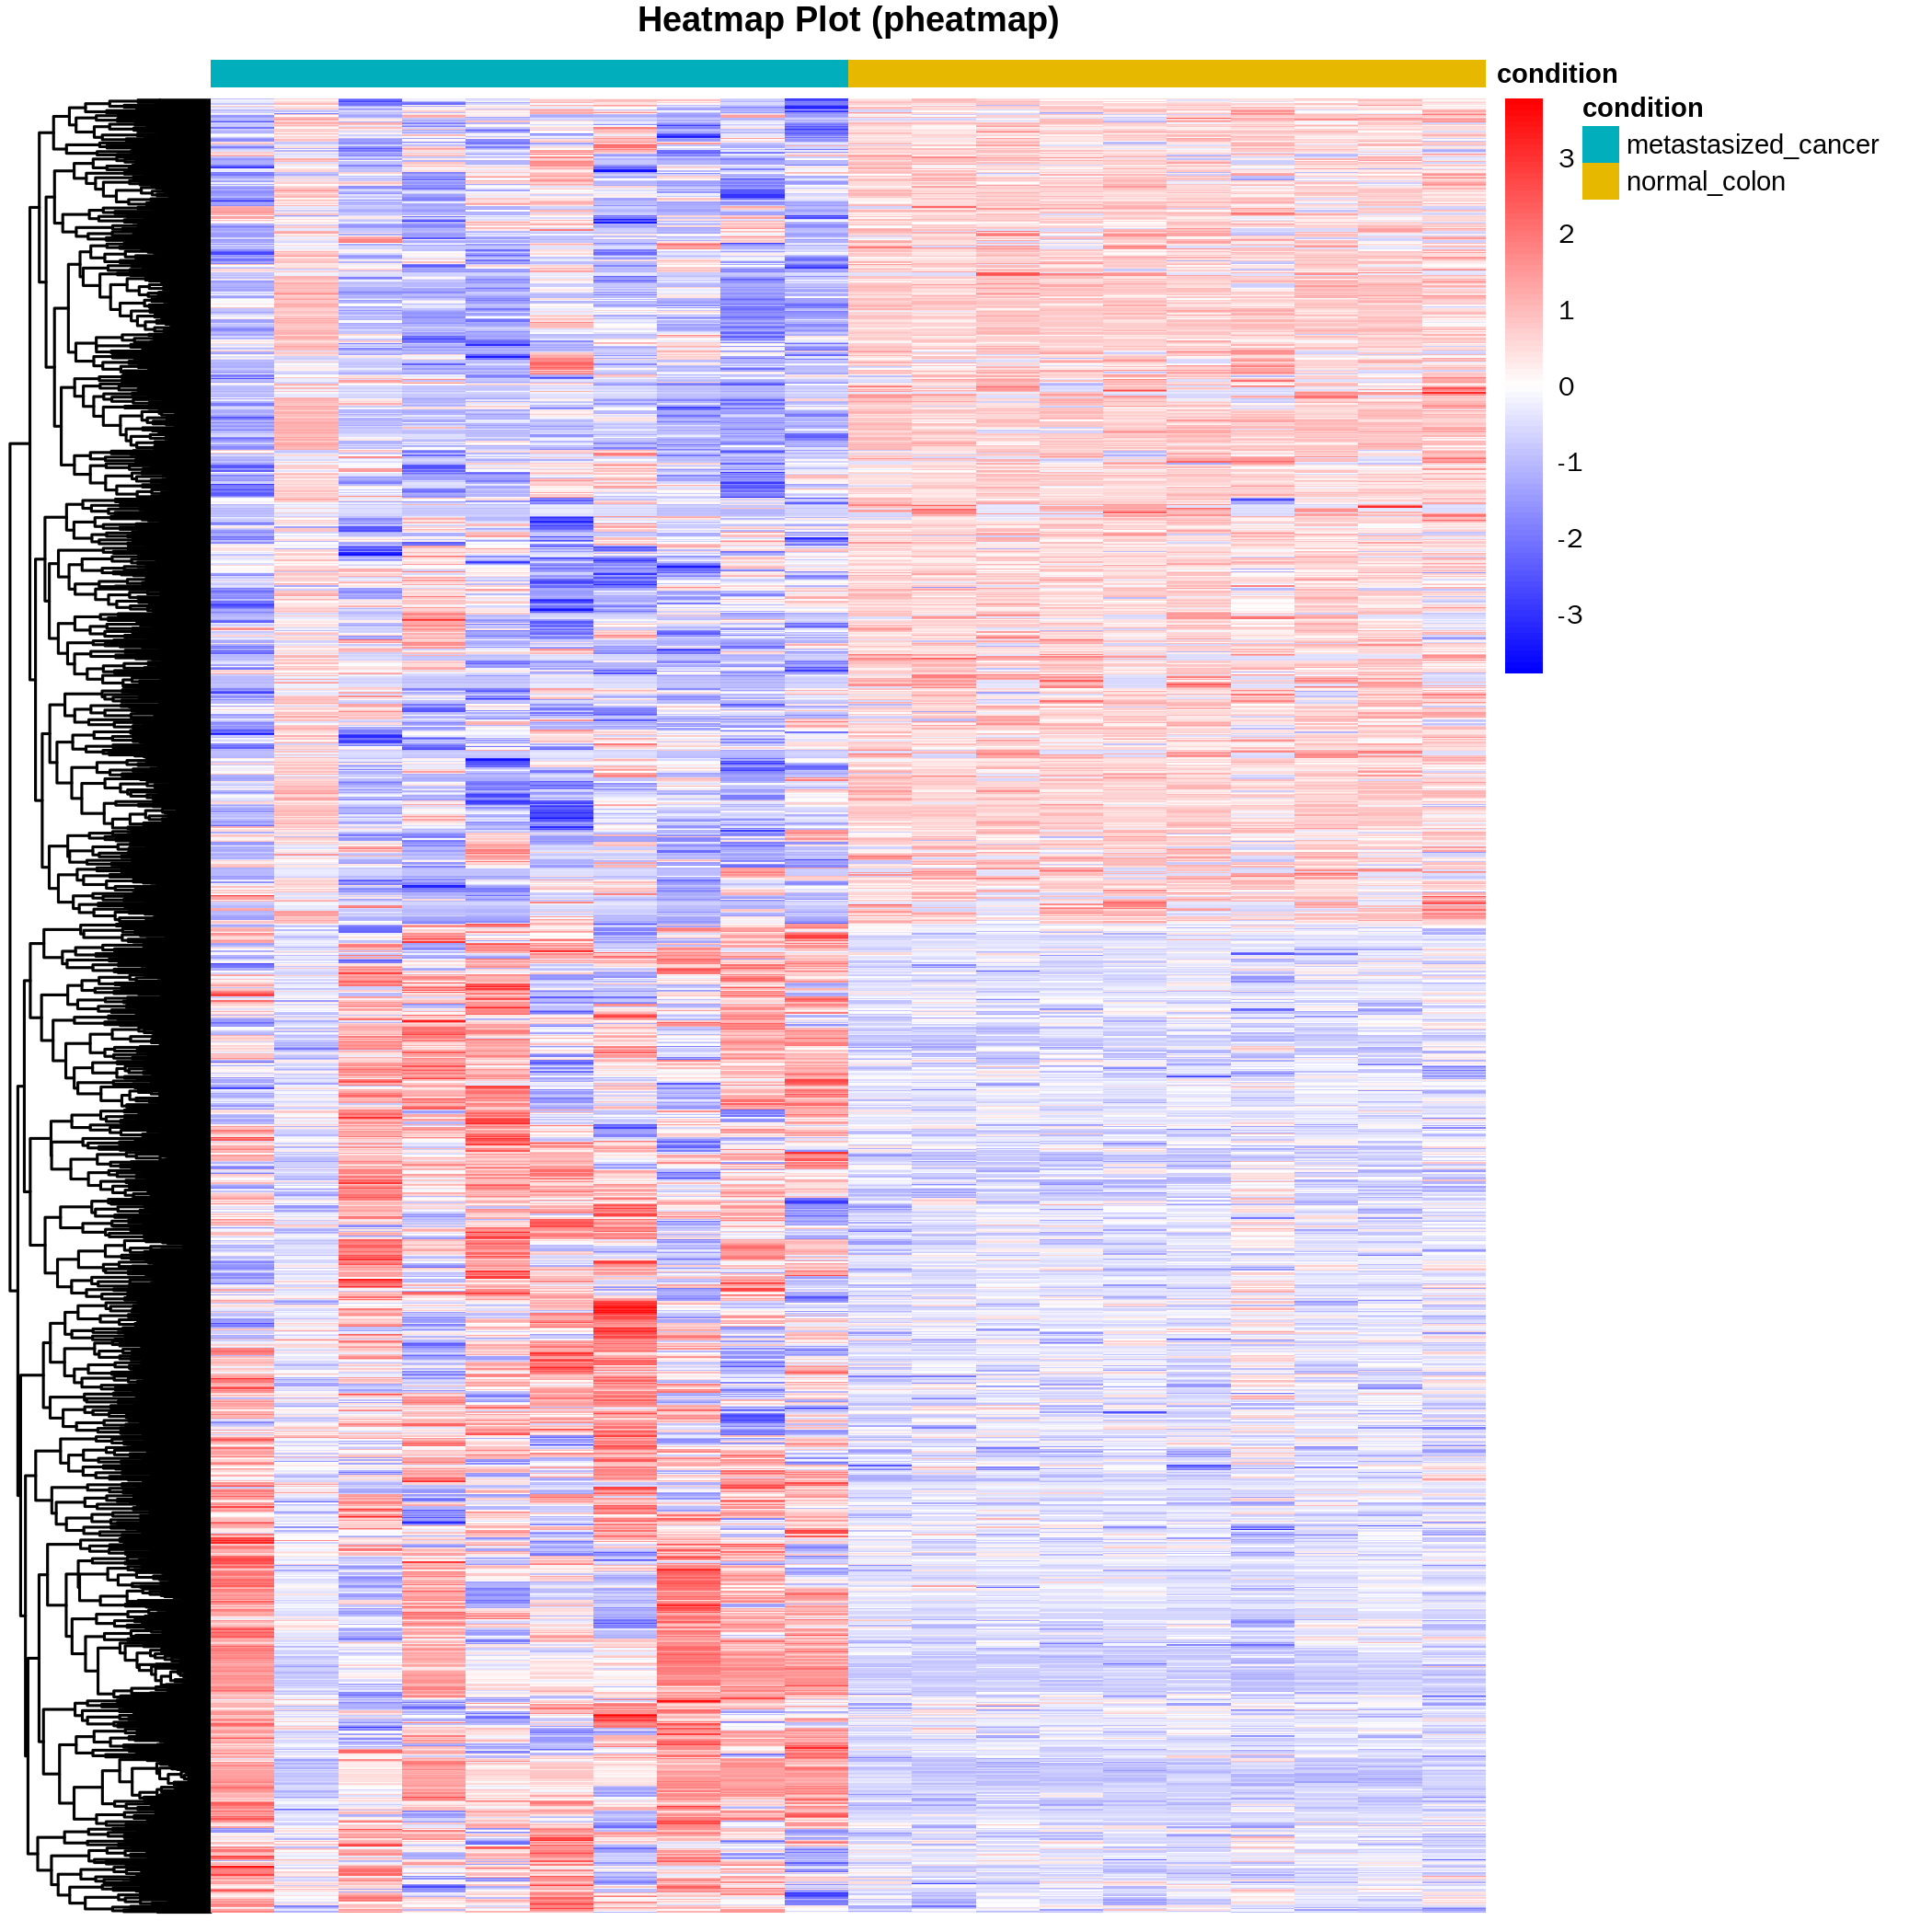 Heatmap Plot (pheatmap)
condition
condition
metastasized_cancer
normal_colon
3
2
1
0
-1
-2
-3